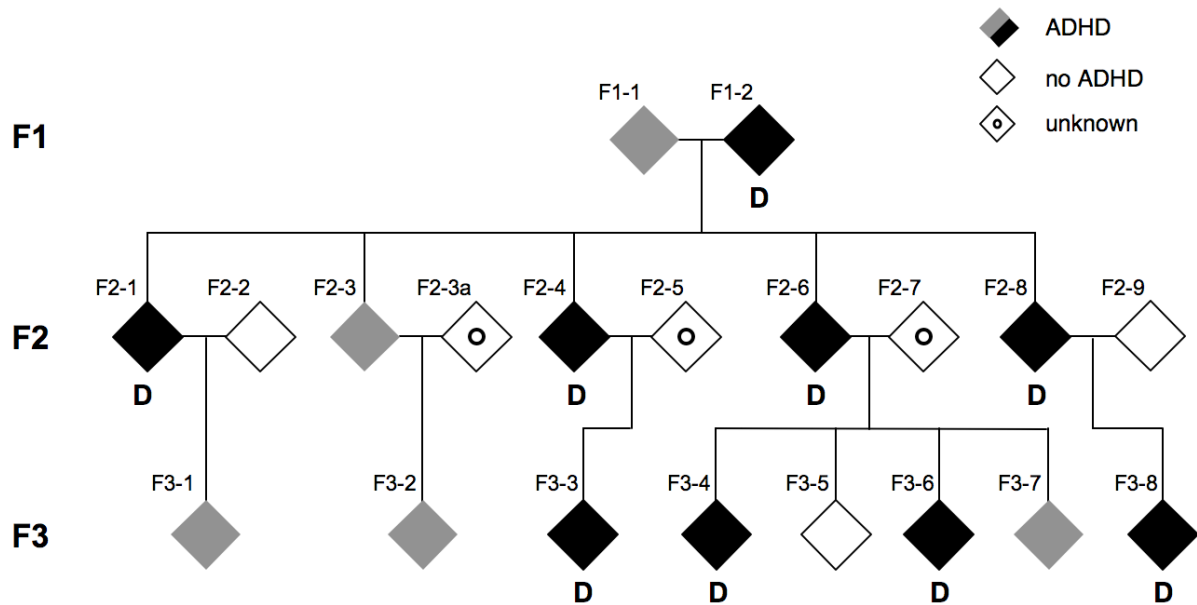 ADHD
no ADHD
unknown
F1-1 F1-2
F1
D
F2-1 F2-2 F2-3 F2-3a F2-4 F2-5 F2-6 F2-7 F2-8 F2-9
F2
D D D D
F3-1 F3-2 F3-3 F3-4 F3-5 F3-6 F3-7 F3-8
F3
D D D D